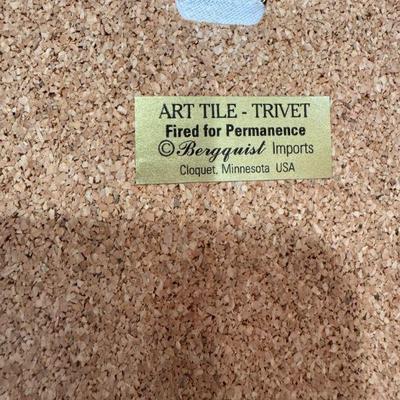 ART TILE - TRIVET
Fired for Permanence
© Bergquist Imports
Cloquet, Minnesota USA